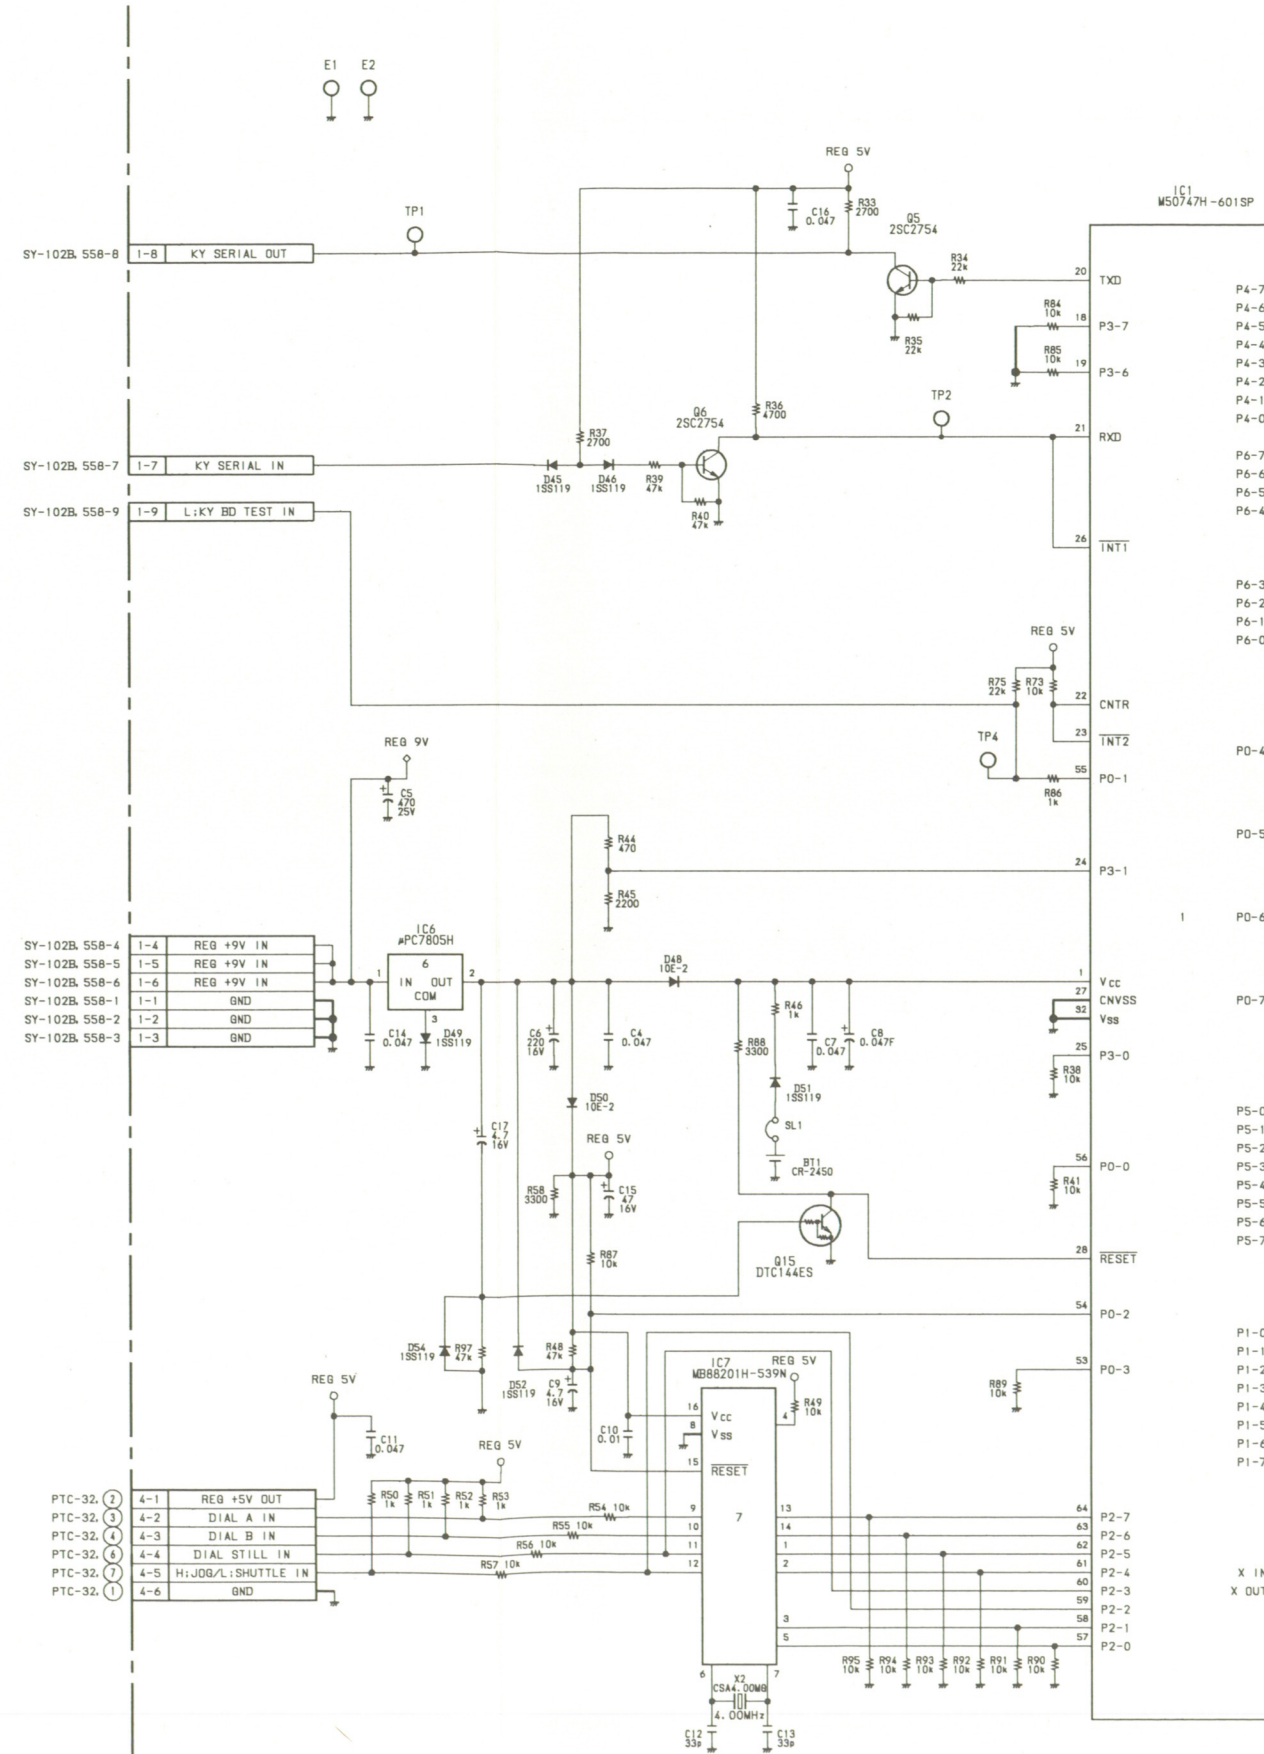 E1 E2
REG 5V
IC1
M50747H-601SP
C16
0.047
R33
2700
Q5
2SC2754
TP1
SY-102B. 558-8 1-8 KY SERIAL OUT
R34
22k
20 TXD
R35
22k
R84
10k
18 P3-7
R85
10k
19 P3-6
P4-7
P4-6
P4-5
P4-4
P4-3
P4-2
P4-1
P4-0
Q6
2SC2754
R36
4700
TP2
R37
2700
21 RXD
SY-102B. 558-7 1-7 KY SERIAL IN
D45
1SS119
D46
1SS119
R39
47k
R40
47k
P6-7
P6-6
P6-5
P6-4
SY-102B. 558-9 1-9 L;KY BD TEST IN
26 INT1
P6-3
P6-2
P6-1
P6-0
REG 5V
R75
22k
R73
10k
22 CNTR
23 INT2
TP4
55 P0-1
R86
1k
P0-4
REG 9V
C5
470
25V
R44
470
P0-5
24 P3-1
R45
2200
1 P0-6
SY-102B. 558-4 1-4 REG +9V IN
SY-102B. 558-5 1-5 REG +9V IN
SY-102B. 558-6 1-6 REG +9V IN
SY-102B. 558-1 1-1 GND
SY-102B. 558-2 1-2 GND
SY-102B. 558-3 1-3 GND
IC6
µPC7805H
6
1 IN OUT 2
COM
3
C14
0.047
D49
1SS119
C6
220
16V
C4
0.047
D48
10E-2
R88
3300
R46
1k
C7
0.047
C8
0.047F
1 Vcc
27 CNVSS
32 Vss
P0-7
25 P3-0
R38
10k
D51
1SS119
SL1
BT1
CR-2450
D50
10E-2
REG 5V
C17
4.7
16V
R58
3300
C15
47
16V
R87
10k
56 P0-0
R41
10k
P5-0
P5-1
P5-2
P5-3
P5-4
P5-5
P5-6
P5-7
Q15
DTC144ES
28 RESET
54 P0-2
D54
1SS119
R97
47k
D52
1SS119
R48
47k
C9
4.7
16V
IC7
MB88201H-539N
REG 5V
R49
10k
53 P0-3
R89
10k
P1-0
P1-1
P1-2
P1-3
P1-4
P1-5
P1-6
P1-7
REG 5V
C11
0.047
REG 5V
C10
0.01
16 Vcc
8 Vss
4
15 RESET
7
PTC-32. 2 4-1 REG +5V OUT
PTC-32. 3 4-2 DIAL A IN
PTC-32. 4 4-3 DIAL B IN
PTC-32. 6 4-4 DIAL STILL IN
PTC-32. 7 4-5 H;JOG/L;SHUTTLE IN
PTC-32. 1 4-6 GND
R50
1k
R51
1k
R52
1k
R53
1k
R54 10k
R55 10k
R56 10k
R57 10k
9 13
10 14
11 1
12 2
3
5
64 P2-7
63 P2-6
62 P2-5
61 P2-4
60 P2-3
59 P2-2
58 P2-1
57 P2-0
X IN
X OUT
R95
10k
R94
10k
R93
10k
R92
10k
R91
10k
R90
10k
6 7
X2
CSA4.00MG
4.00MHz
C12
33p
C13
33p